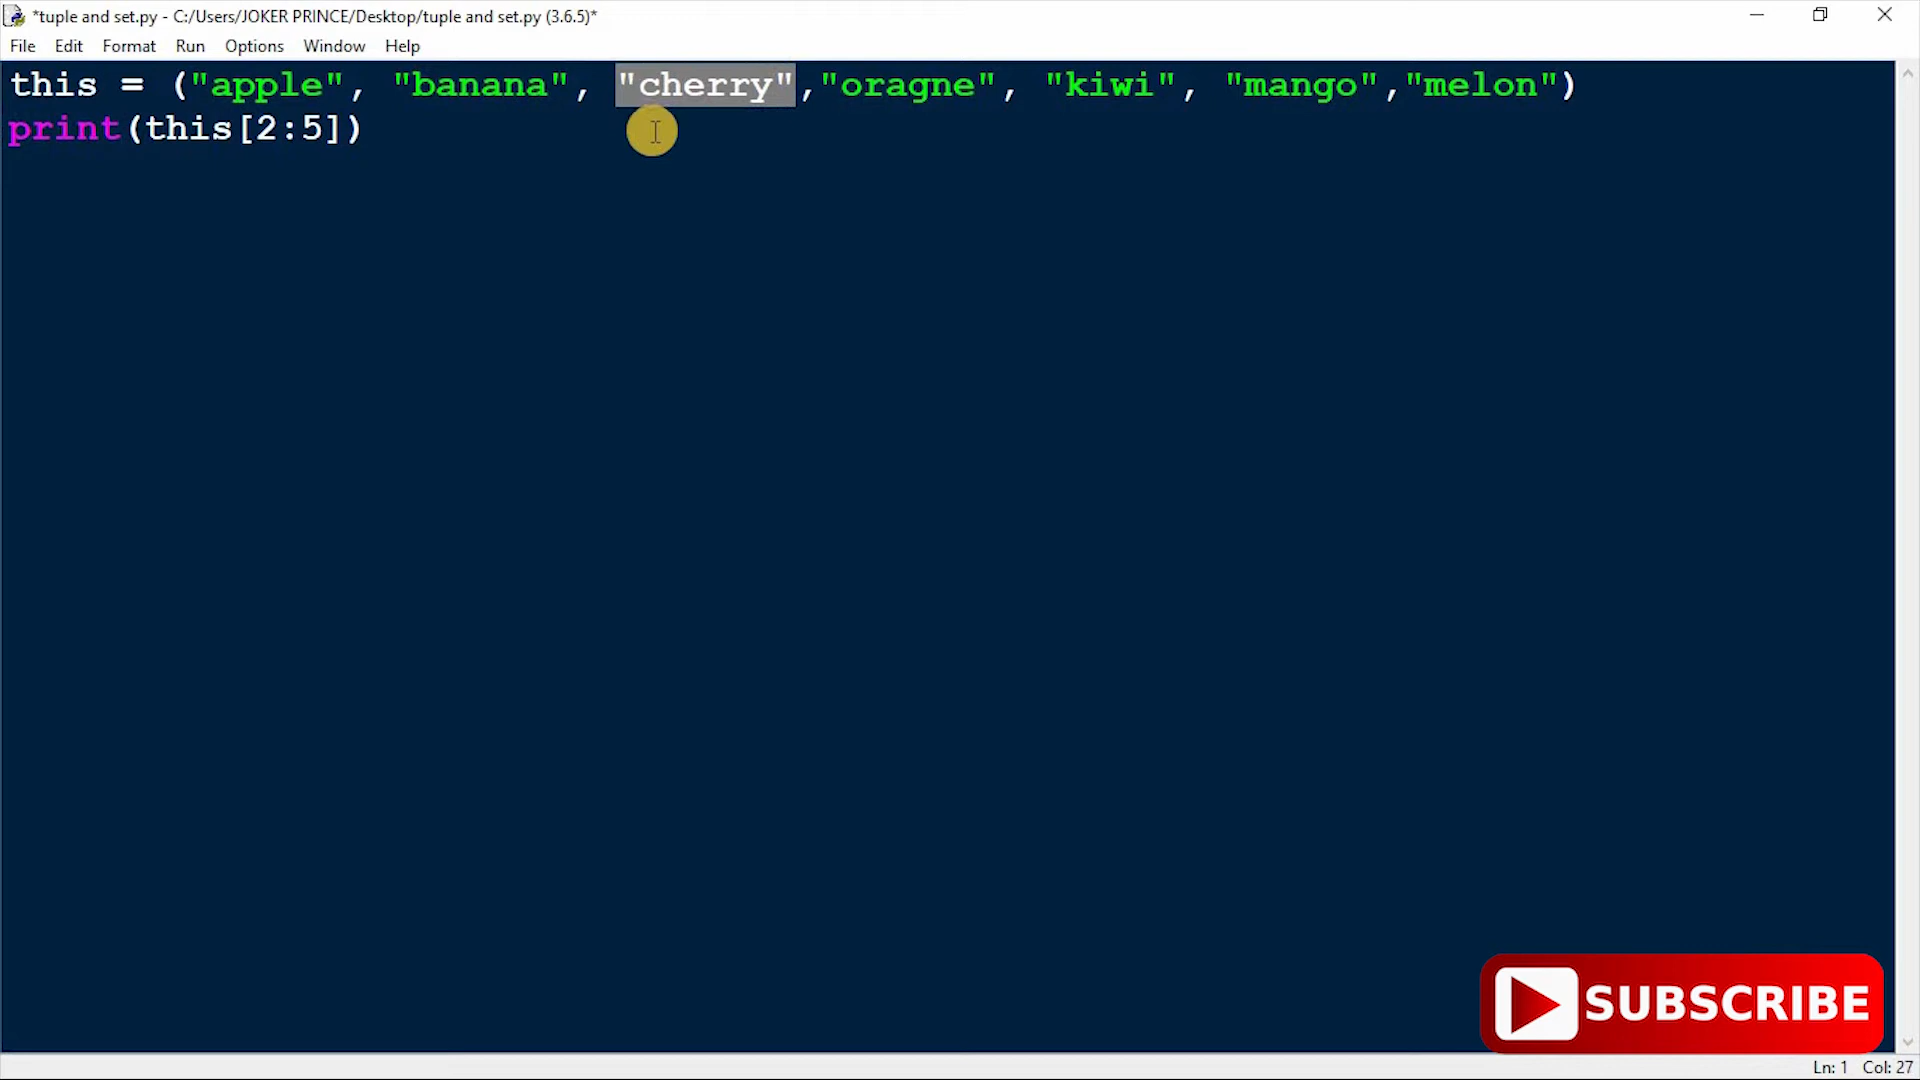 *tuple and set.py - C:/Users/JOKER PRINCE/Desktop/tuple and set.py (3.6.5)*
File Edit Format Run Options Window Help
this = ("apple", "banana", "cherry","oragne", "kiwi", "mango","melon")
print(this[2:5])
SUBSCRIBE
Ln: 1 Col: 27